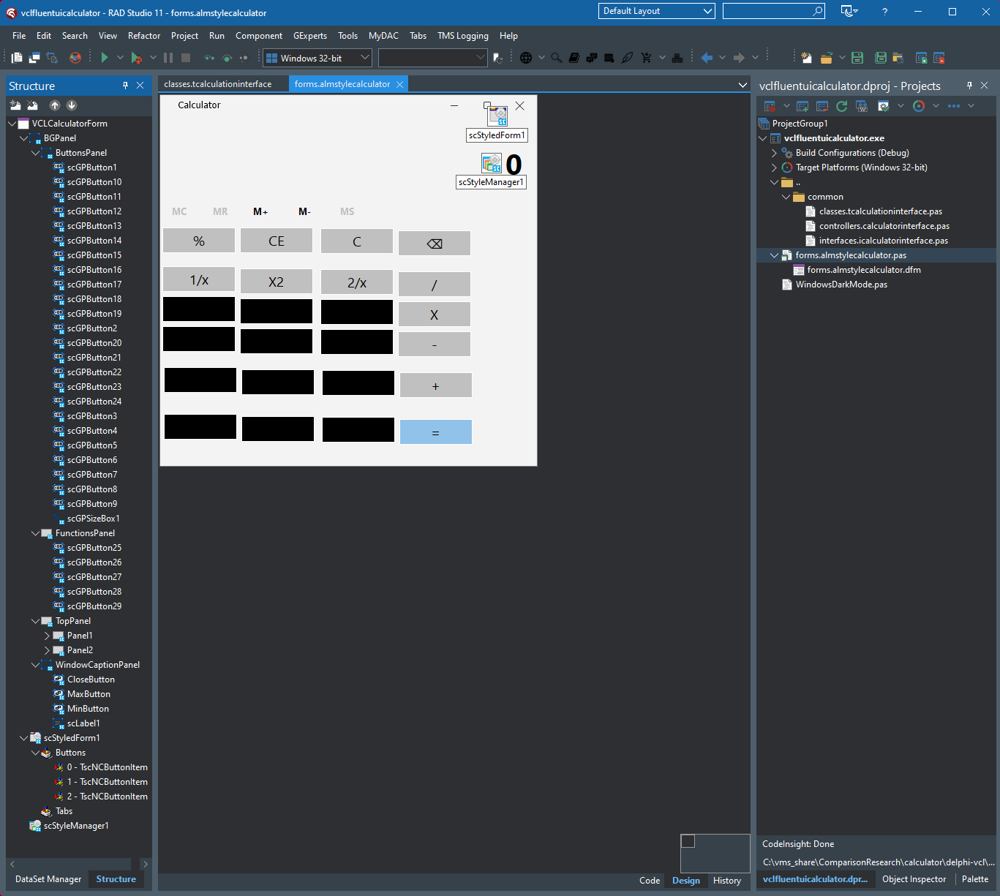 vclfluentuicalculator - RAD Studio 11 - forms.almstylecalculator
Default Layout
?
File Edit Search View Refactor Project Run Component GExperts Tools MyDAC Tabs TMS Logging Help
Windows 32-bit
Structure
VCLCalculatorForm
BGPanel
ButtonsPanel
scGPButton1
scGPButton10
scGPButton11
scGPButton12
scGPButton13
scGPButton14
scGPButton15
scGPButton16
scGPButton17
scGPButton18
scGPButton19
scGPButton2
scGPButton20
scGPButton21
scGPButton22
scGPButton23
scGPButton24
scGPButton3
scGPButton4
scGPButton5
scGPButton6
scGPButton7
scGPButton8
scGPButton9
scGPSizeBox1
FunctionsPanel
scGPButton25
scGPButton26
scGPButton27
scGPButton28
scGPButton29
TopPanel
Panel1
Panel2
WindowCaptionPanel
CloseButton
MaxButton
MinButton
scLabel1
scStyledForm1
Buttons
0 - TscNCButtonItem
1 - TscNCButtonItem
2 - TscNCButtonItem
Tabs
scStyleManager1
DataSet Manager Structure
classes.tcalculationinterface forms.almstylecalculator
Calculator
scStyledForm1
0
scStyleManager1
MC MR M+ M- MS
% CE C ⌫
1/x X2 2/x /
X
-
+
=
Code Design History
vclfluentuicalculator.dproj - Projects
ProjectGroup1
vclfluentuicalculator.exe
Build Configurations (Debug)
Target Platforms (Windows 32-bit)
..
common
classes.tcalculationinterface.pas
controllers.calculatorinterface.pas
interfaces.icalculatorinterface.pas
forms.almstylecalculator.pas
forms.almstylecalculator.dfm
WindowsDarkMode.pas
CodeInsight: Done
C:\vms_share\ComparisonResearch\calculator\delphi-vcl\...
vclfluentuicalculator.dpr... Object Inspector Palette